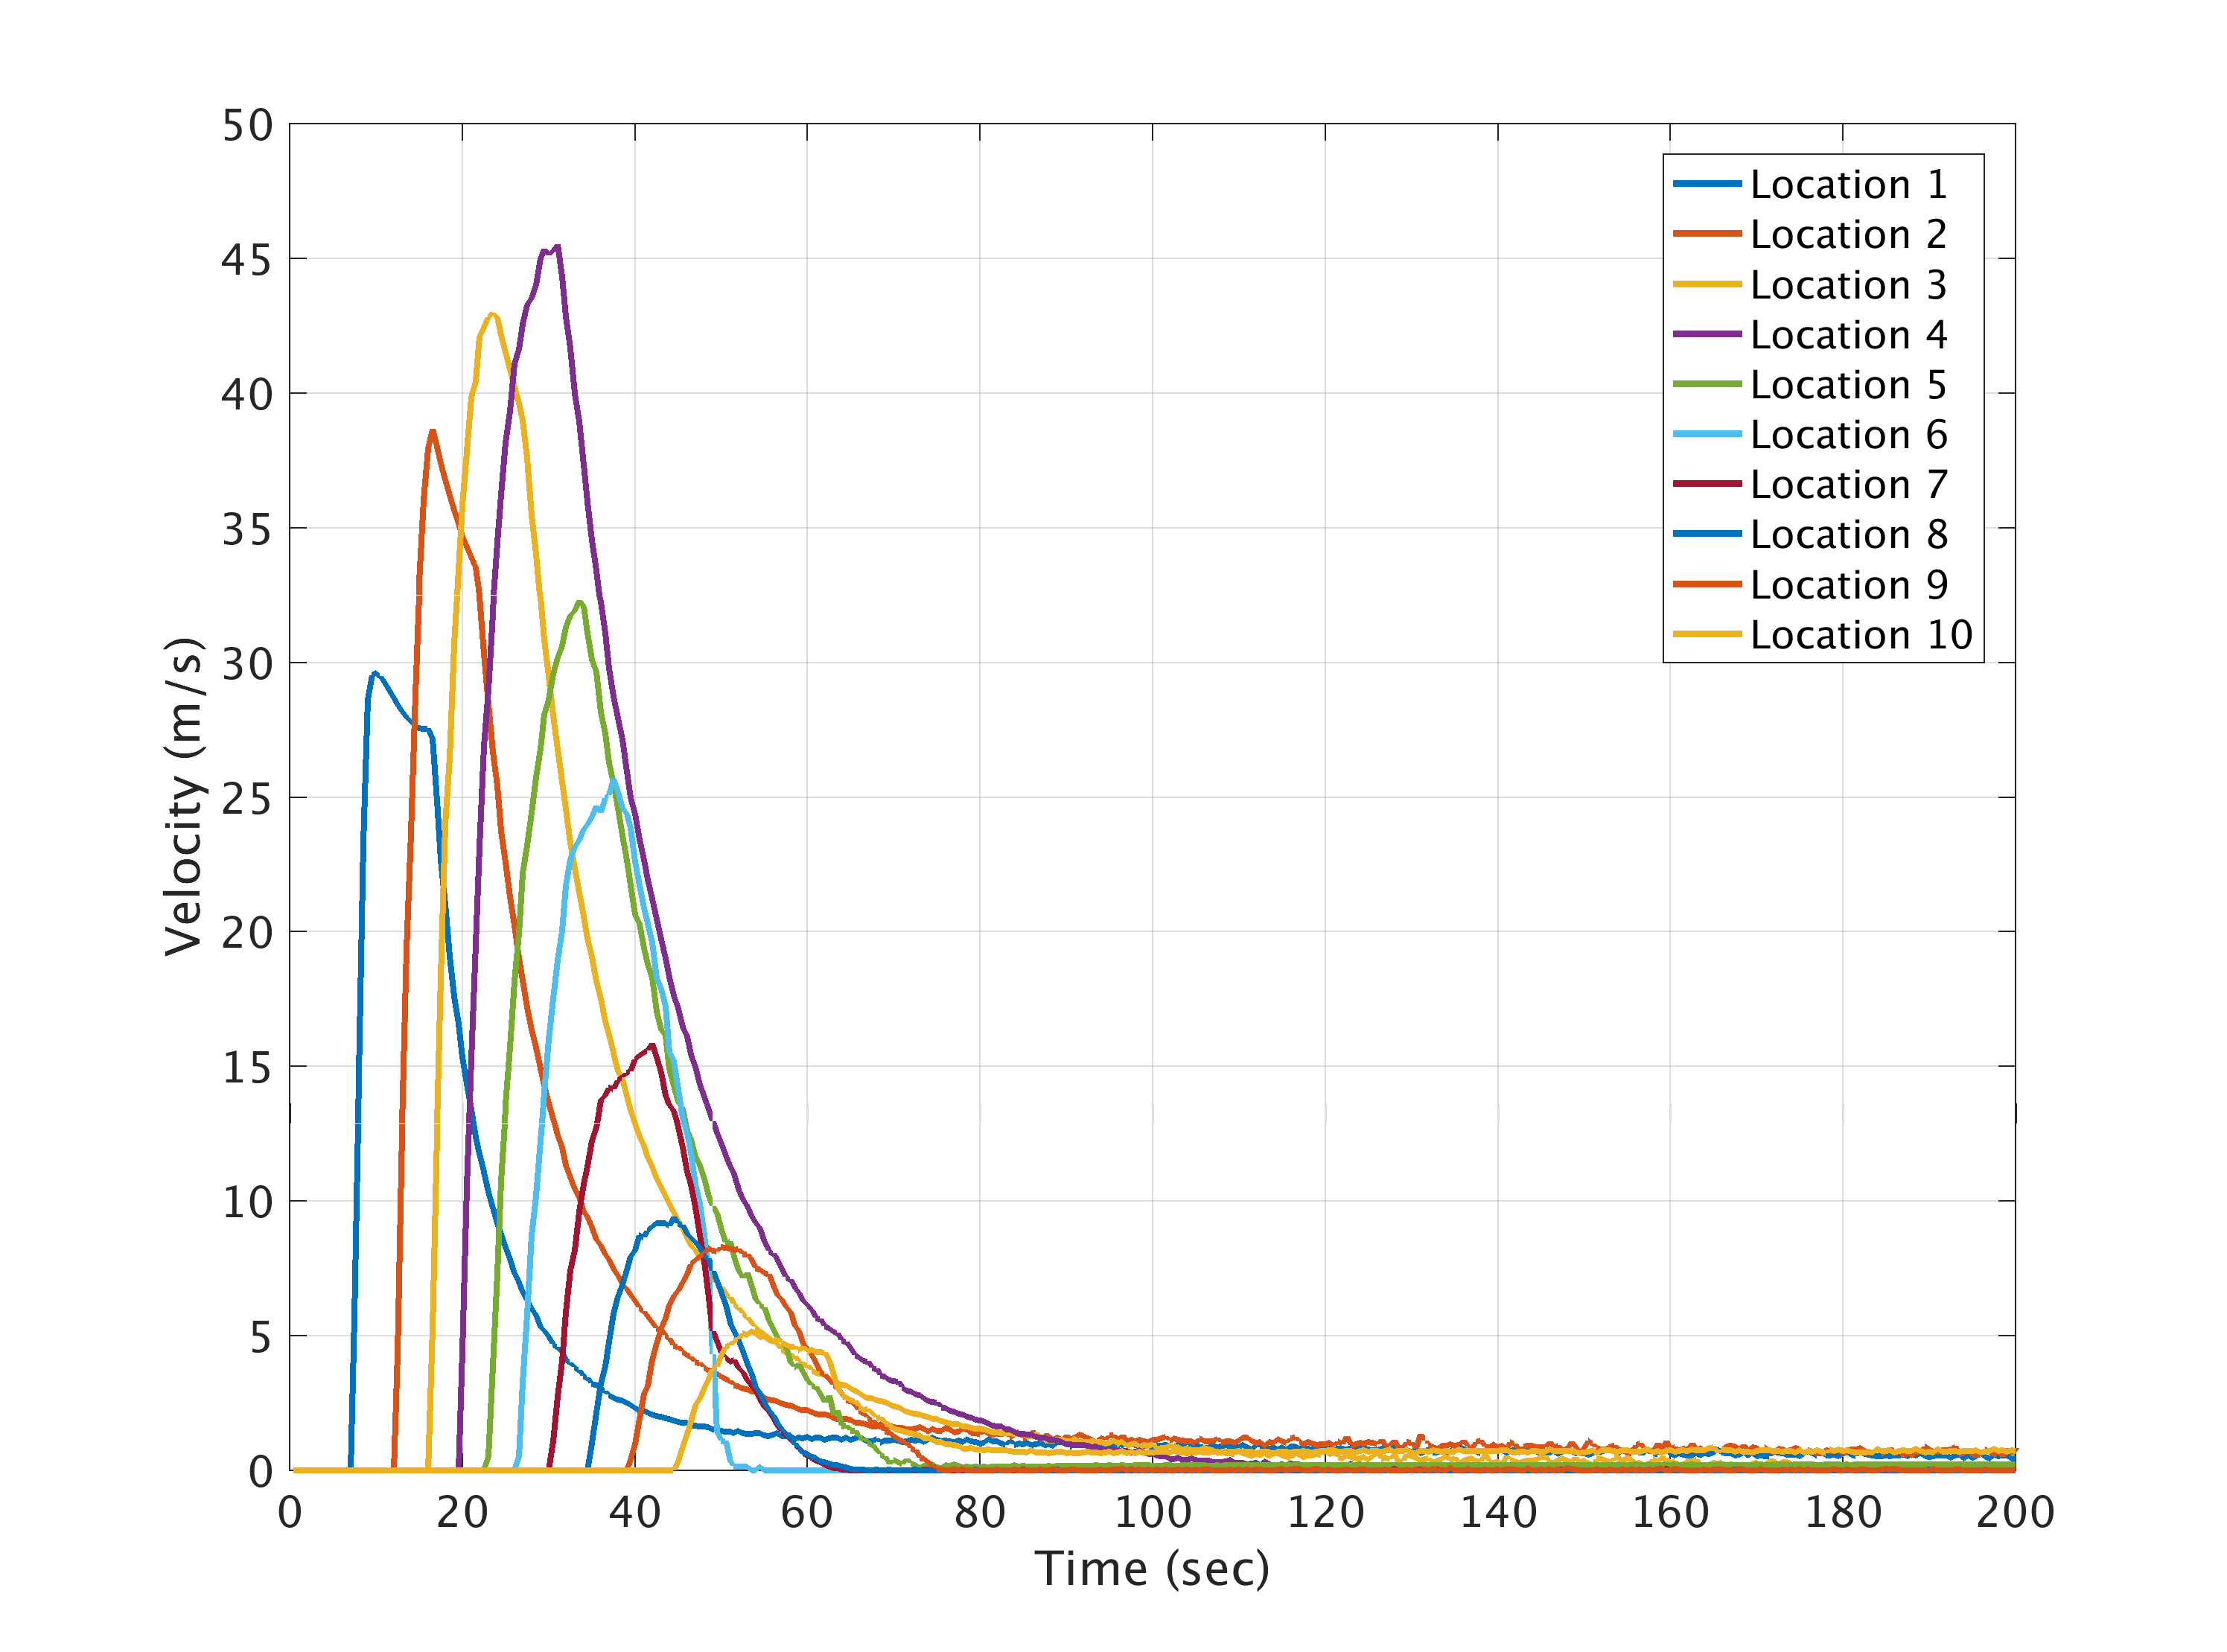 50
45
40
35
30
25
20
15
10
5
0
Velocity (m/s)
Location 1
Location 2
Location 3
Location 4
Location 5
Location 6
Location 7
Location 8
Location 9
Location 10
0 20 40 60 80 100 120 140 160 180 200
Time (sec)